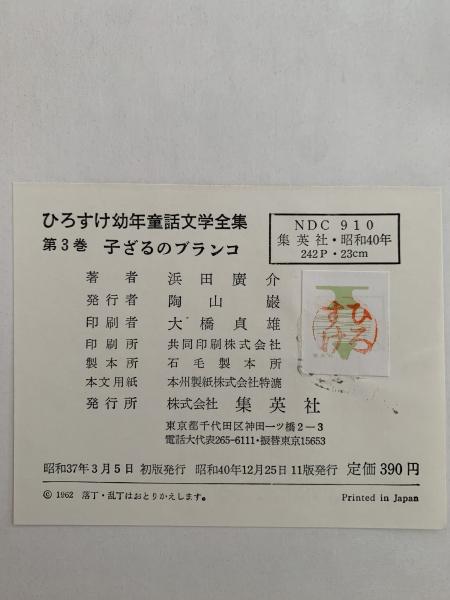 ひろすけ幼年童話文学全集
第3巻 子ざるのブランコ
NDC 910
集英社・昭和40年
242P・23cm
著者 浜田廣介
発行者 陶山巌
印刷者 大橋貞雄
印刷所 共同印刷株式会社
製本所 石毛製本所
本文用紙 本州製紙株式会社特漉
発行所 株式会社 集英社
東京都千代田区神田一ツ橋2-3
電話大代表265-6111・振替東京15653
ひろ
すけ
昭和37年3月5日 初版発行 昭和40年12月25日 11版発行 定価390円
© 1962 落丁・乱丁はおとりかえします。 Printed in Japan